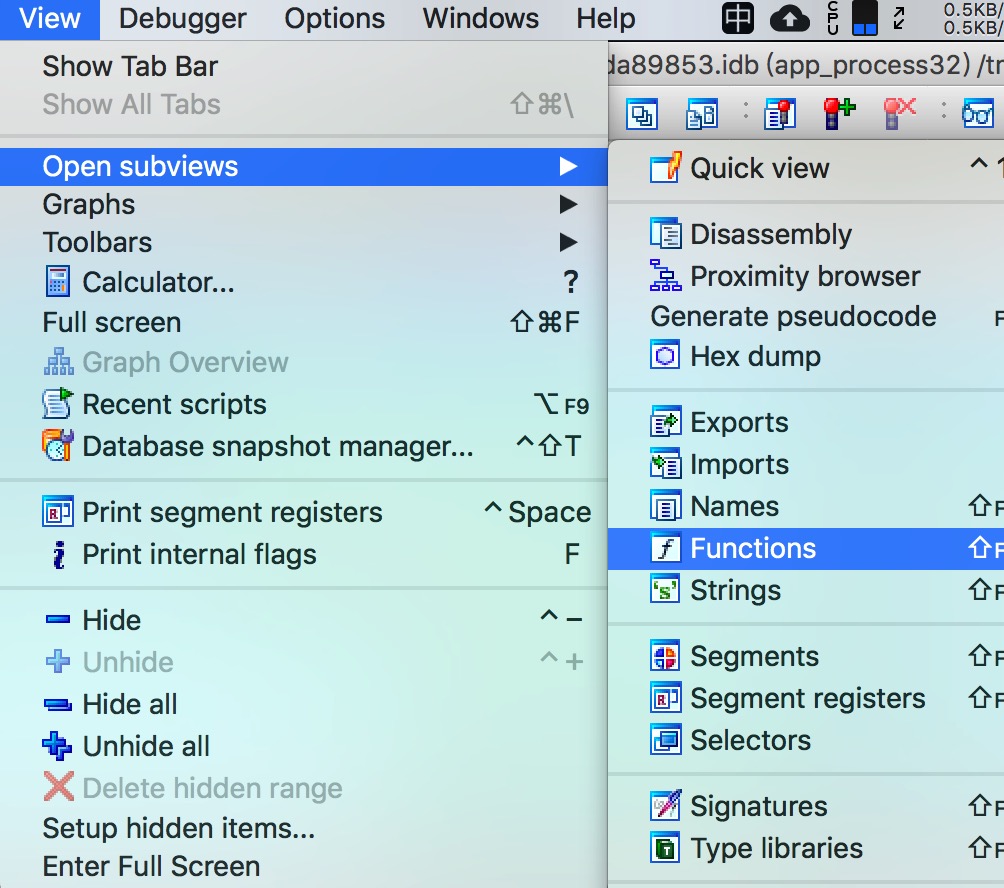 View Debugger Options Windows Help 中 CPU 0.5KB/
0.5KB/
da89853.idb (app_process32) /tr
Show Tab Bar
Show All Tabs ⇧⌘\
Open subviews ▶
Graphs ▶
Toolbars ▶
Calculator... ?
Full screen ⇧⌘F
Graph Overview
Recent scripts ⌥F9
Database snapshot manager... ^⇧T
Print segment registers ^Space
Print internal flags F
Hide ^−
Unhide ^+
Hide all
Unhide all
Delete hidden range
Setup hidden items...
Enter Full Screen
Quick view ^1
Disassembly
Proximity browser
Generate pseudocode F
Hex dump
Exports
Imports
Names ⇧F
Functions ⇧F
Strings ⇧F
Segments ⇧F
Segment registers ⇧F
Selectors
Signatures ⇧F
Type libraries ⇧F